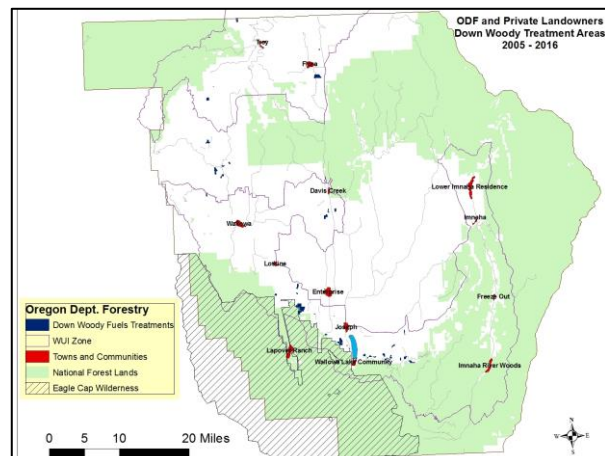 ODF and Private Landowners
Down Woody Treatment Areas
2005 - 2016
Troy
Flora
Davis Creek
Lower Imnaha Residence
Imnaha
Wallowa
Lostine
Enterprise
Freeze Out
Joseph
Lapover Ranch
Wallowa Lake Community
Imnaha River Woods
Oregon Dept. Forestry
Down Woody Fuels Treatments
WUI Zone
Towns and Communities
National Forest Lands
Eagle Cap Wilderness
0 5 10 20 Miles
N
W E
S